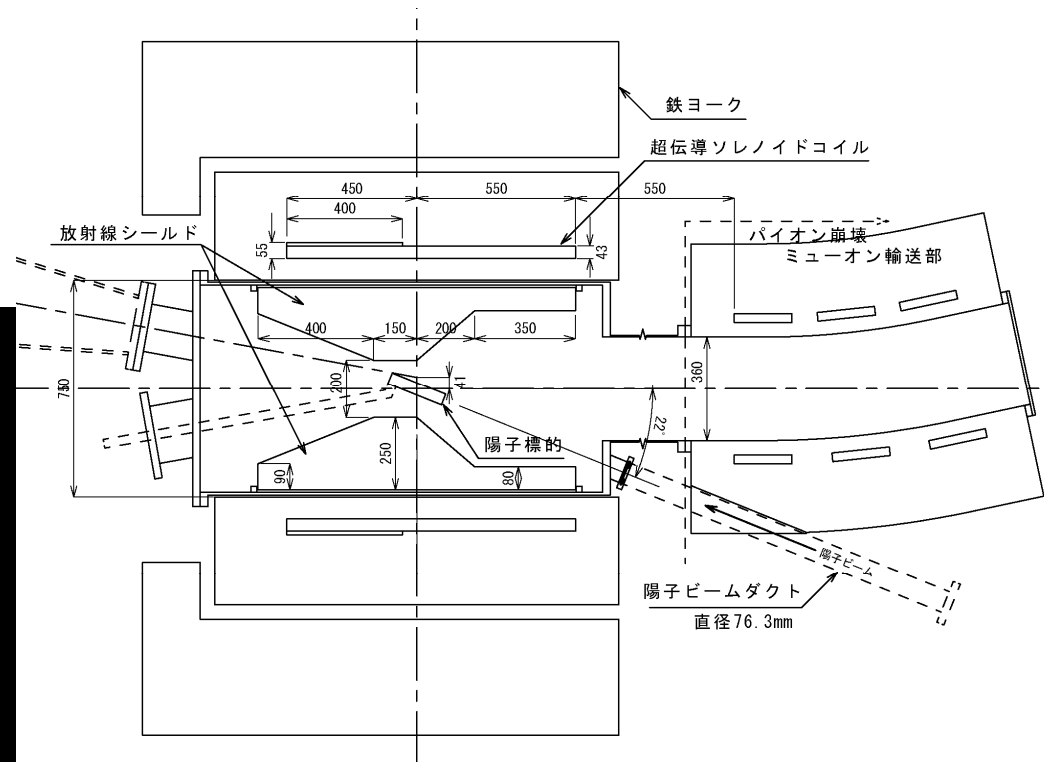 鉄ヨーク
超伝導ソレノイドコイル
450
550
550
400
放射線シールド
55
43
パイオン崩壊
ミューオン輸送部
400
150
200
350
200
41
360
22°
陽子標的
250
90
80
陽子ビーム
陽子ビームダクト
直径76.3mm